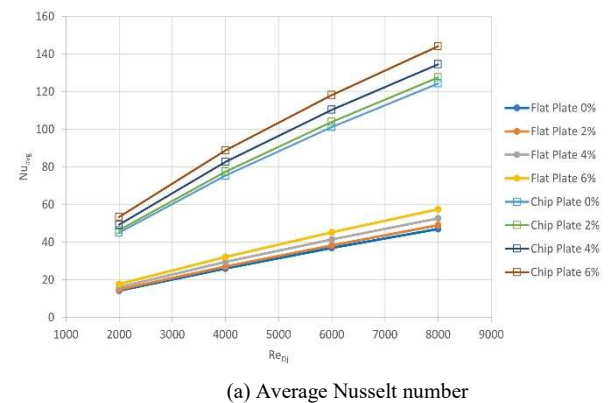 160
140
120
100
80
60
40
20
0
Nuavg
1000 2000 3000 4000 5000 6000 7000 8000 9000
ReDj
Flat Plate 0%
Flat Plate 2%
Flat Plate 4%
Flat Plate 6%
Chip Plate 0%
Chip Plate 2%
Chip Plate 4%
Chip Plate 6%
(a) Average Nusselt number